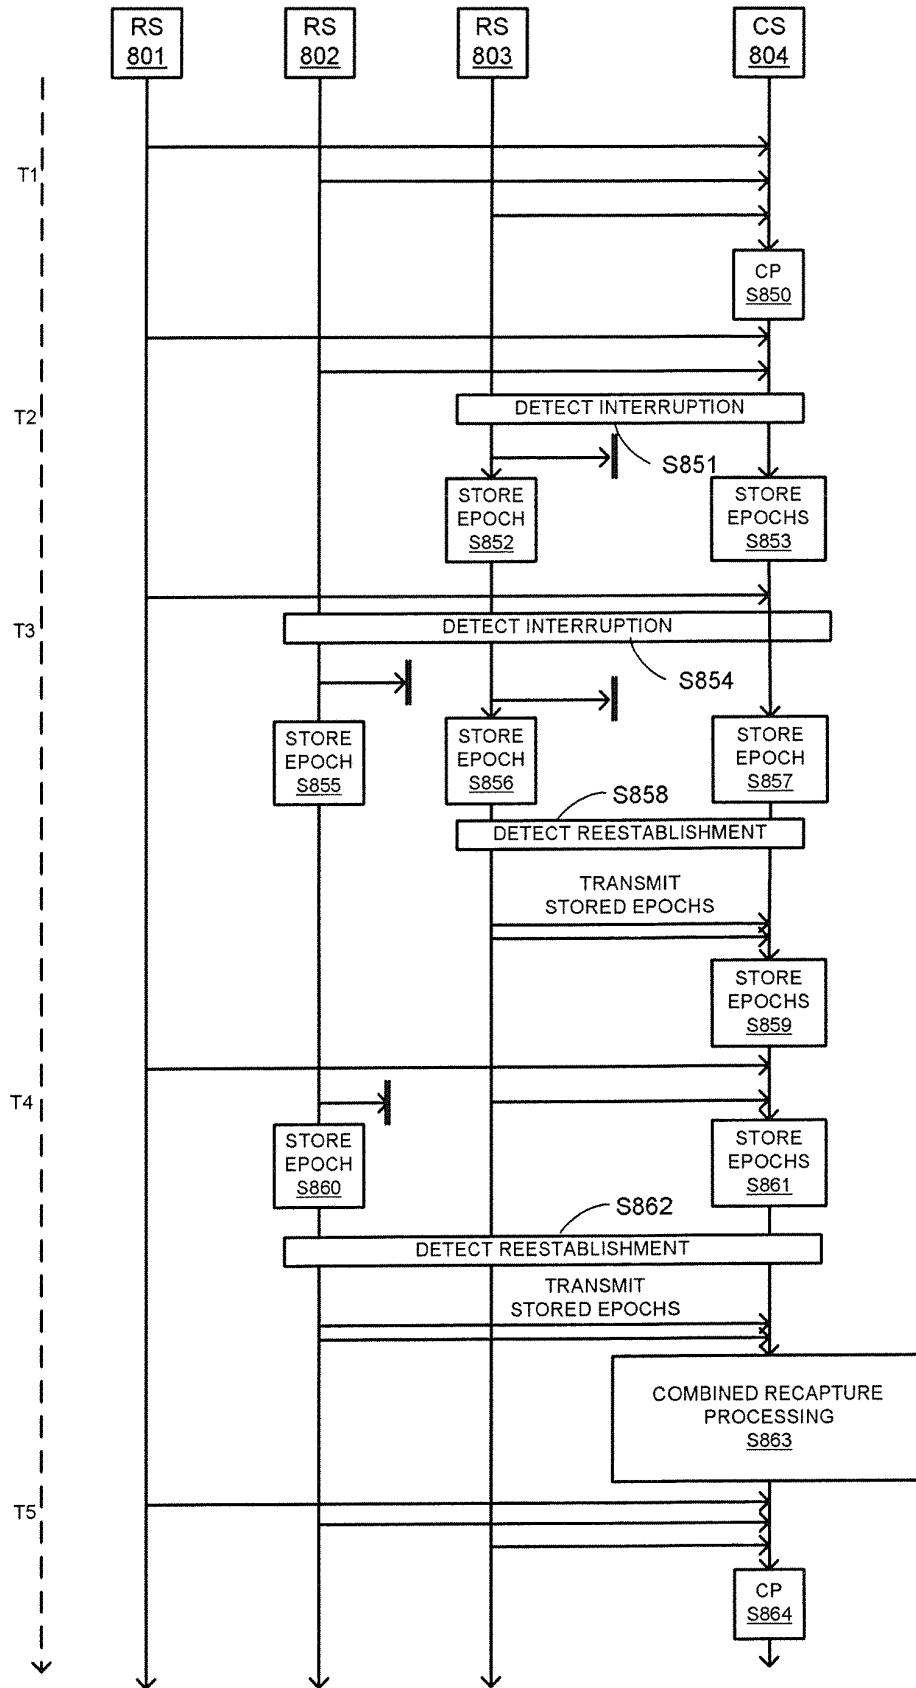 RS
801
RS
802
RS
803
CS
804
T1
CP
S850
T2
DETECT INTERRUPTION
S851
STORE
EPOCH
S852
STORE
EPOCHS
S853
T3
DETECT INTERRUPTION
S854
STORE
EPOCH
S855
STORE
EPOCH
S856
STORE
EPOCH
S857
S858
DETECT REESTABLISHMENT
TRANSMIT
STORED EPOCHS
STORE
EPOCHS
S859
T4
STORE
EPOCH
S860
STORE
EPOCHS
S861
S862
DETECT REESTABLISHMENT
TRANSMIT
STORED EPOCHS
COMBINED RECAPTURE
PROCESSING
S863
T5
CP
S864